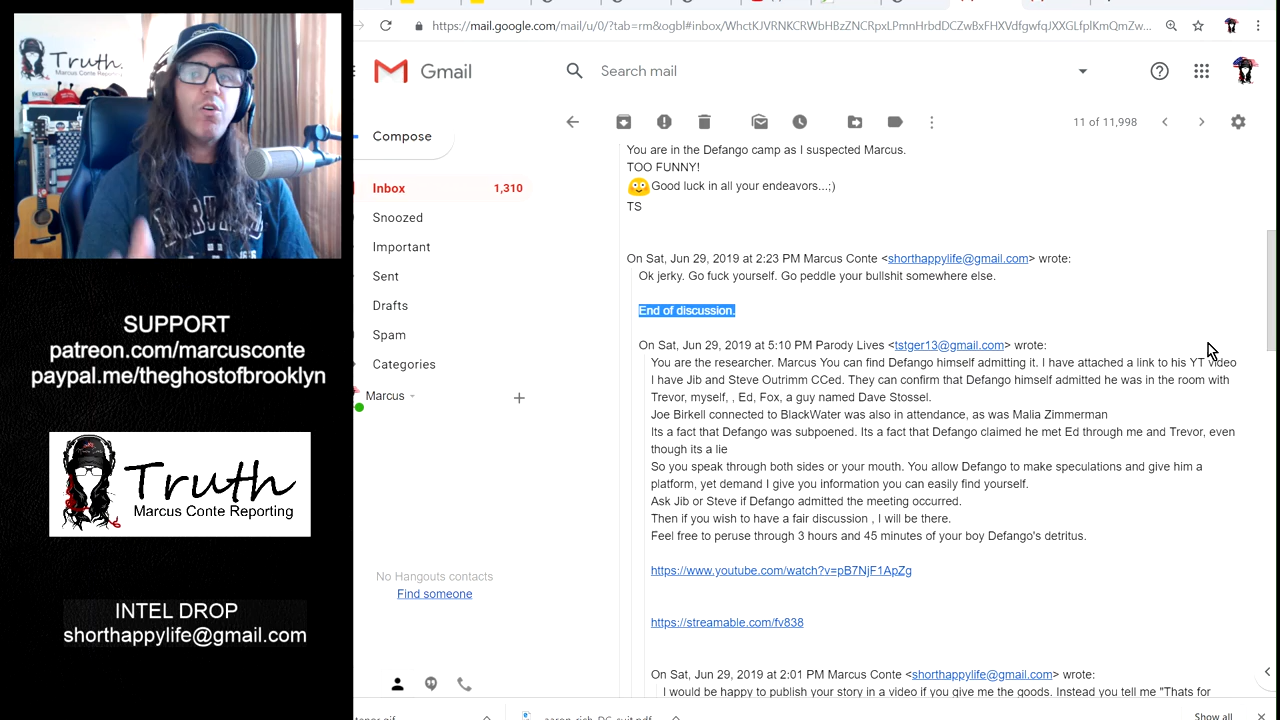 Truth.
Marcus Conte Reporting
SUPPORT
patreon.com/marcusconte
paypal.me/theghostofbrooklyn
Truth
Marcus Conte Reporting
INTEL DROP
shorthappylife@gmail.com
Gmail
Search mail
Compose
11 of 11,998
Inbox 1,310
Snoozed
Important
Sent
Drafts
Spam
Categories
Marcus
No Hangouts contacts
Find someone
You are in the Defango camp as I suspected Marcus.
TOO FUNNY!
Good luck in all your endeavors...;)
TS
On Sat, Jun 29, 2019 at 2:23 PM Marcus Conte <shorthappylife@gmail.com> wrote:
Ok jerky. Go fuck yourself. Go peddle your bullshit somewhere else.
End of discussion.
On Sat, Jun 29, 2019 at 5:10 PM Parody Lives <tstger13@gmail.com> wrote:
You are the researcher. Marcus You can find Defango himself admitting it. I have attached a link to his YT video
I have Jib and Steve Outrimm CCed. They can confirm that Defango himself admitted he was in the room with
Trevor, myself, , Ed, Fox, a guy named Dave Stossel.
Joe Birkell connected to BlackWater was also in attendance, as was Malia Zimmerman
Its a fact that Defango was subpoened. Its a fact that Defango claimed he met Ed through me and Trevor, even
though its a lie
So you speak through both sides or your mouth. You allow Defango to make speculations and give him a
platform, yet demand I give you information you can easily find yourself.
Ask Jib or Steve if Defango admitted the meeting occurred.
Then if you wish to have a fair discussion , I will be there.
Feel free to peruse through 3 hours and 45 minutes of your boy Defango's detritus.
https://www.youtube.com/watch?v=pB7NjF1ApZg
https://streamable.com/fv838
On Sat, Jun 29, 2019 at 2:01 PM Marcus Conte <shorthappylife@gmail.com> wrote:
I would be happy to publish your story in a video if you give me the goods. Instead you tell me "Thats for
Show all